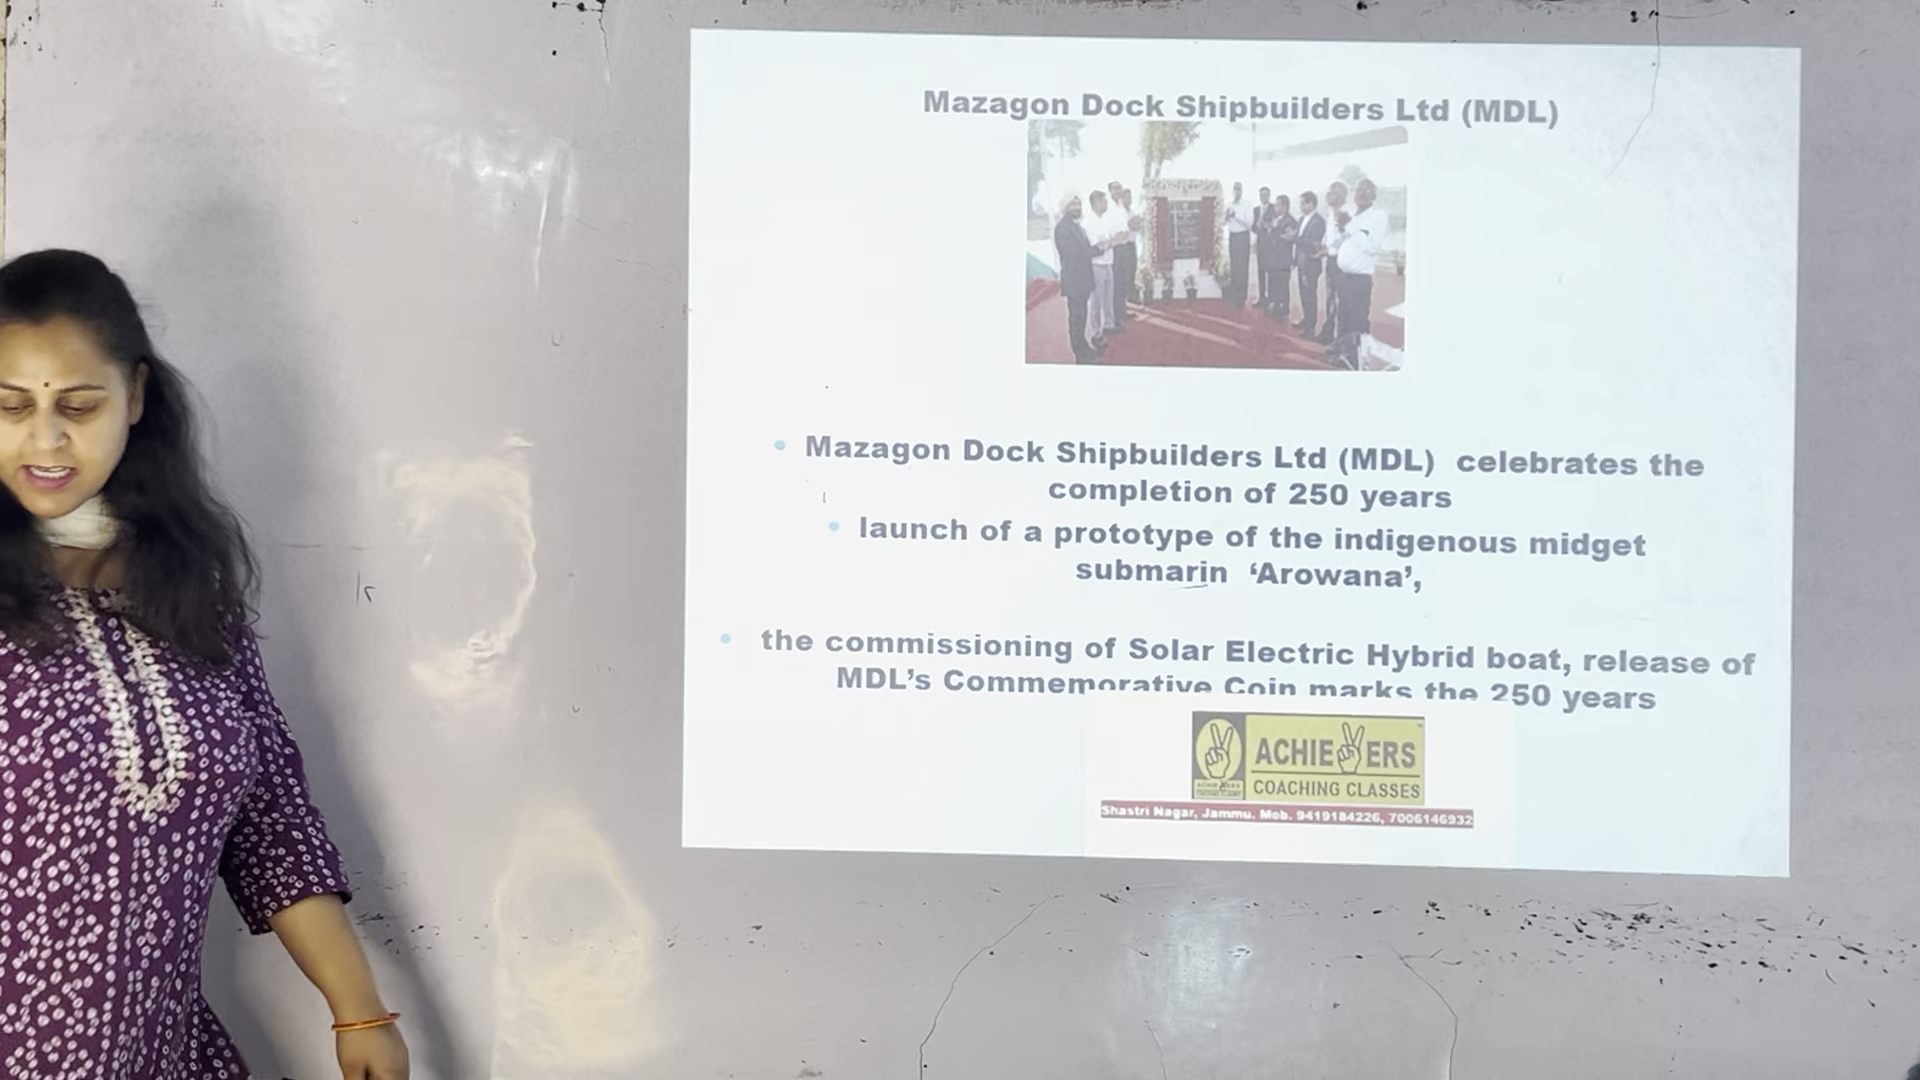 Mazagon Dock Shipbuilders Ltd (MDL)
Mazagon Dock Shipbuilders Ltd (MDL) celebrates the
completion of 250 years
launch of a prototype of the indigenous midget
submarin ‘Arowana’,
the commissioning of Solar Electric Hybrid boat, release of
MDL’s Commemorative Coin marks the 250 years
ACHIEVERS
COACHING CLASSES
Shastri Nagar, Jammu. Mob. 9419184226, 7006146932